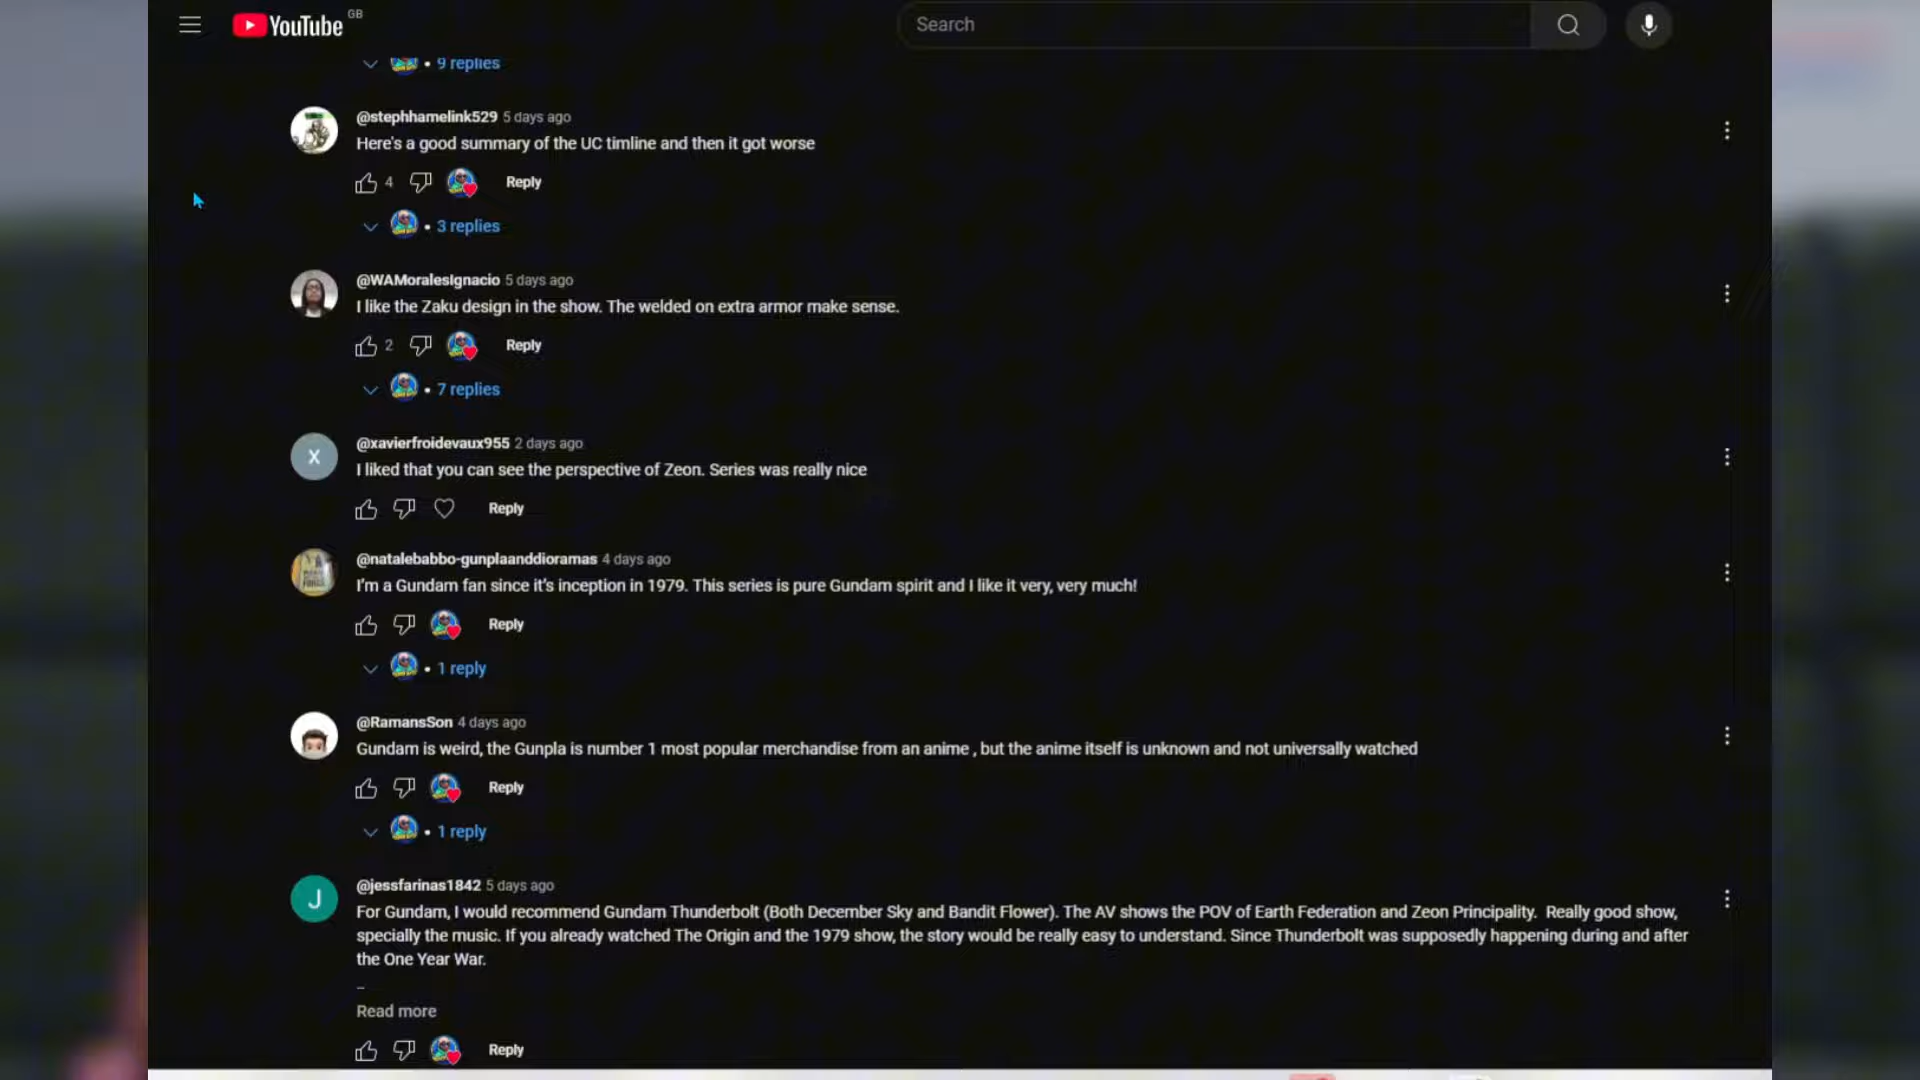 YouTube GB
Search
9 replies
@stephhamelink529 5 days ago
Here's a good summary of the UC timline and then it got worse
4 Reply
3 replies
@WAMoralesIgnacio 5 days ago
I like the Zaku design in the show. The welded on extra armor make sense.
2 Reply
7 replies
X
@xavierfroidevaux955 2 days ago
I liked that you can see the perspective of Zeon. Series was really nice
Reply
@natalebabbo-gunplaanddioramas 4 days ago
I'm a Gundam fan since it's inception in 1979. This series is pure Gundam spirit and I like it very, very much!
Reply
1 reply
@RamansSon 4 days ago
Gundam is weird, the Gunpla is number 1 most popular merchandise from an anime , but the anime itself is unknown and not universally watched
Reply
1 reply
J
@jessfarinas1842 5 days ago
For Gundam, I would recommend Gundam Thunderbolt (Both December Sky and Bandit Flower). The AV shows the POV of Earth Federation and Zeon Principality. Really good show,
specially the music. If you already watched The Origin and the 1979 show, the story would be really easy to understand. Since Thunderbolt was supposedly happening during and after
the One Year War.
–
Read more
Reply